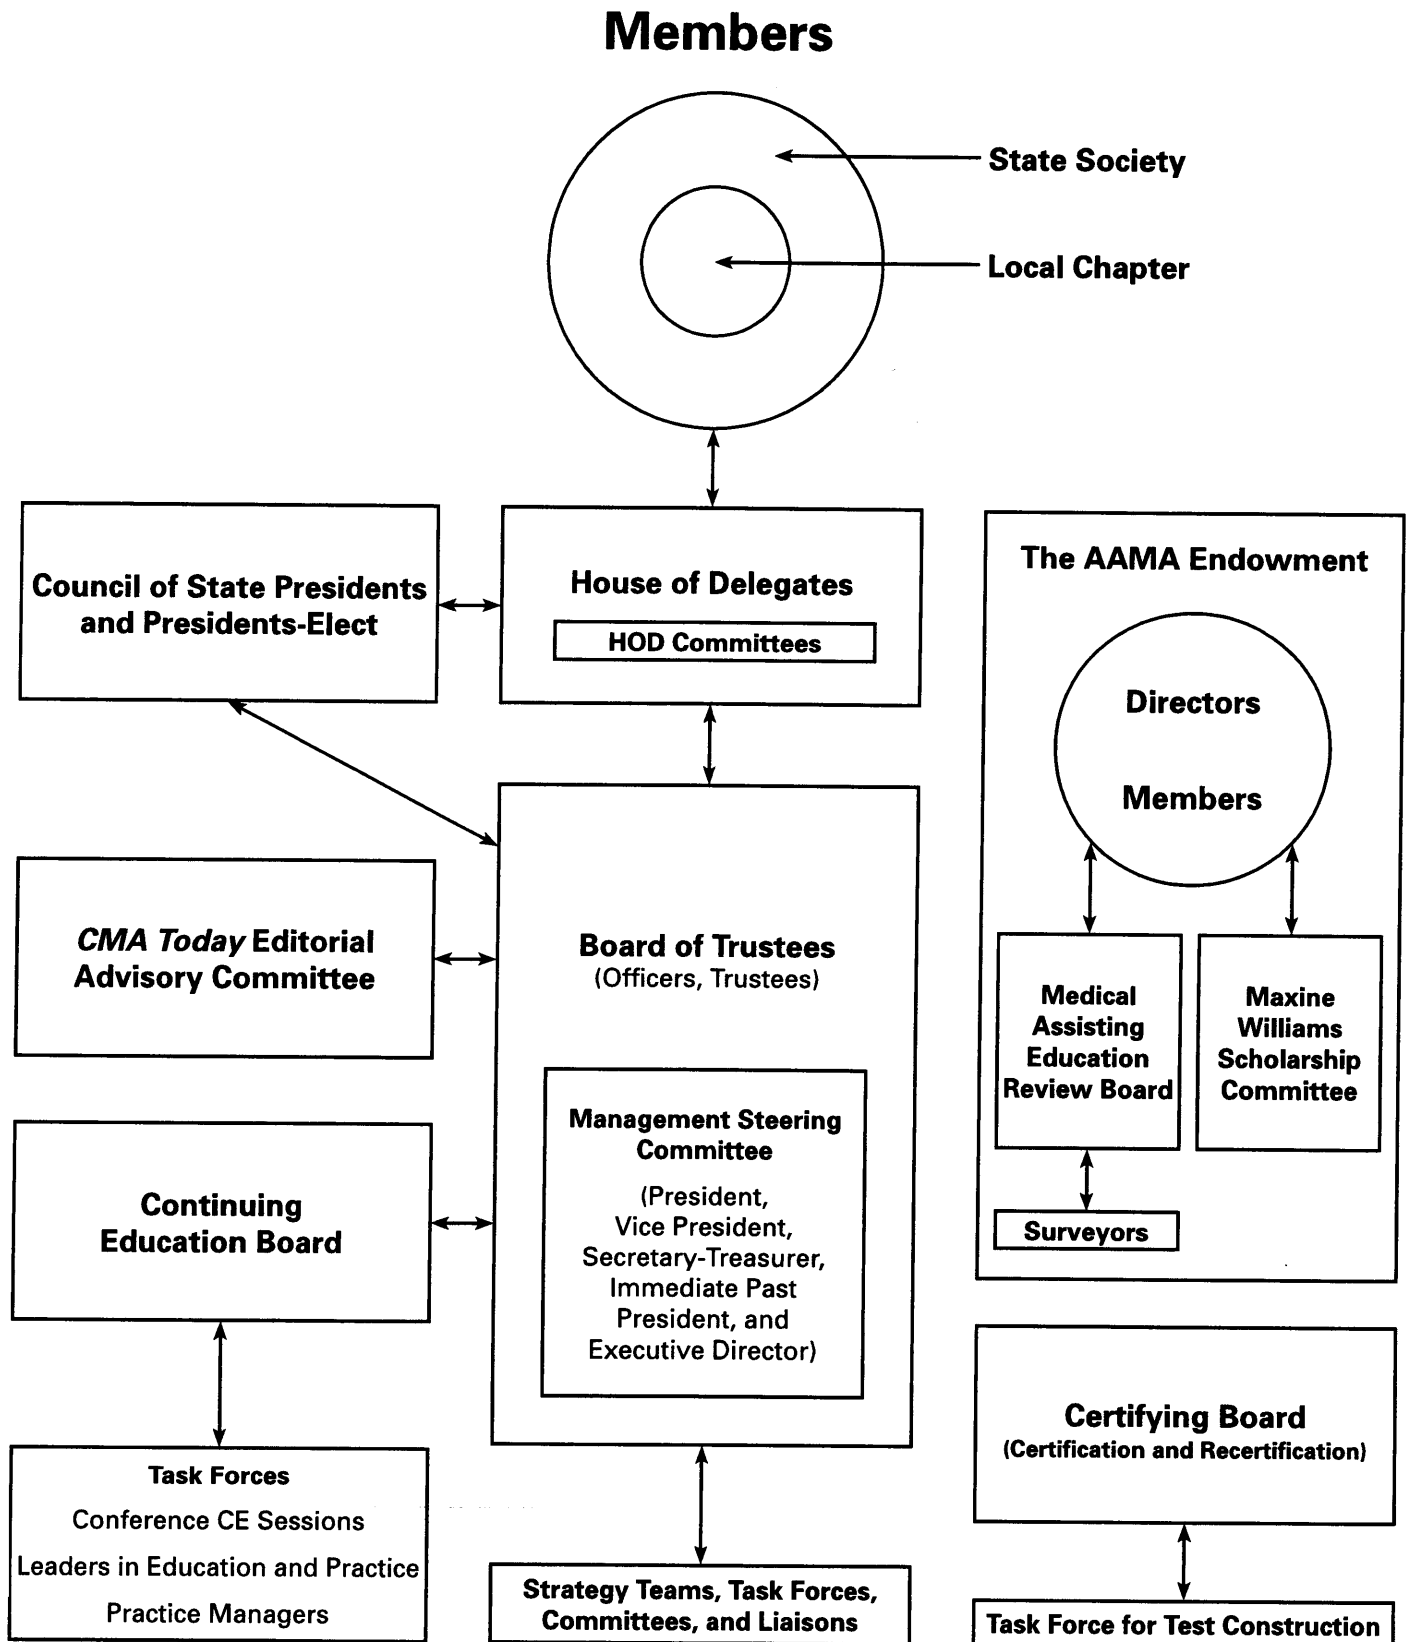 Members
State Society
Local Chapter
Council of State Presidents
and Presidents-Elect
House of Delegates
HOD Committees
The AAMA Endowment
Directors
Members
CMA Today Editorial
Advisory Committee
Board of Trustees
(Officers, Trustees)
Medical
Assisting
Education
Review Board
Maxine
Williams
Scholarship
Committee
Management Steering
Committee
(President,
Vice President,
Secretary-Treasurer,
Immediate Past
President, and
Executive Director)
Continuing
Education Board
Surveyors
Certifying Board
(Certification and Recertification)
Task Forces
Conference CE Sessions
Leaders in Education and Practice
Practice Managers
Strategy Teams, Task Forces,
Committees, and Liaisons
Task Force for Test Construction